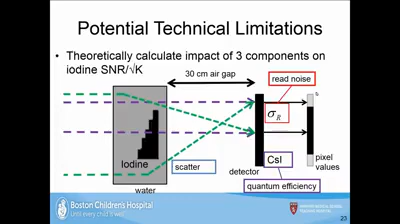 Potential Technical Limitations
• Theoretically calculate impact of 3 components on
iodine SNR/√K
30 cm air gap
read noise
σR
Iodine
scatter
CsI
water
detector
pixel
values
quantum efficiency
Boston Children's Hospital
Until every child is well
23